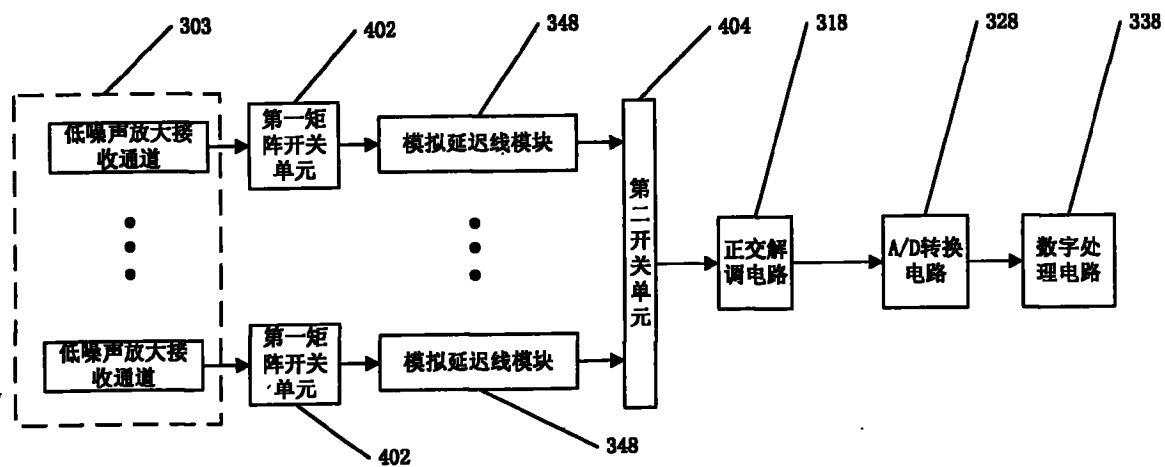 303
402
348
404
318
328
338
低噪声放大接
收通道
第一矩
阵开关
单元
模拟延迟线模块
第二开关单元
正交解
调电路
A/D转换
电路
数字处
理电路
低噪声放大接
收通道
第一矩
阵开关
单元
模拟延迟线模块
402
348